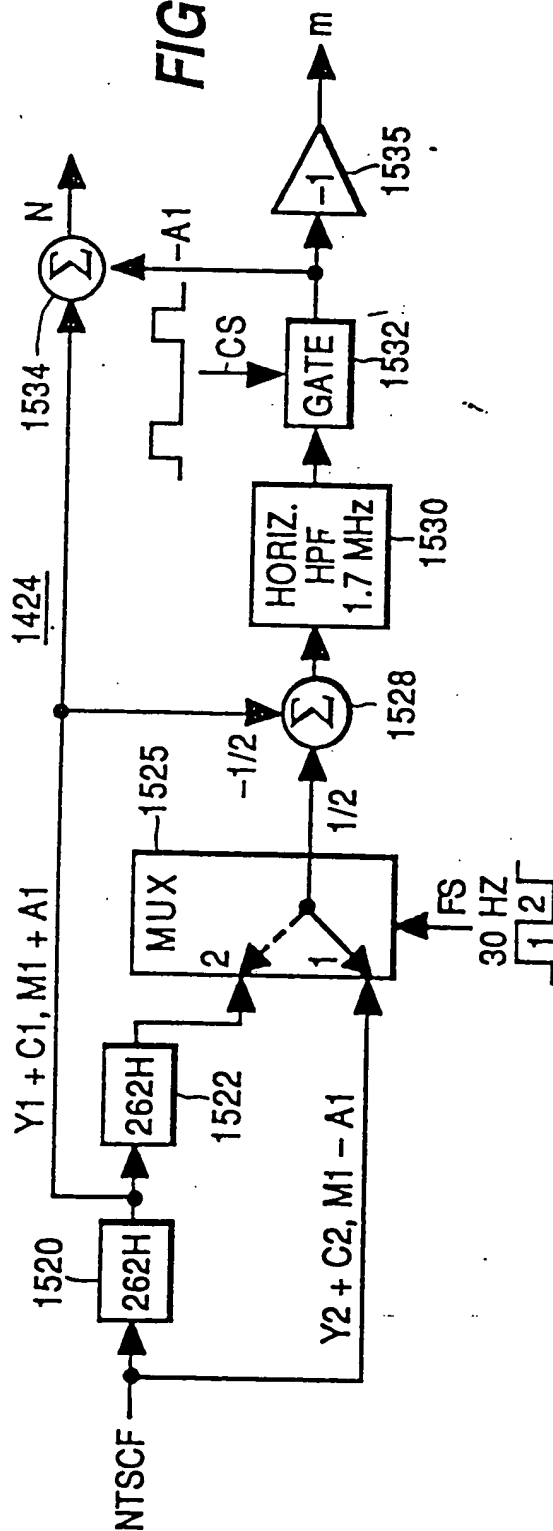 FIG
NTSCF
1520
262H
Y1 + C1, M1 + A1
262H
1522
Y2 + C2, M1 – A1
MUX
1525
2
1
FS
30 HZ
1 2
1424
–1/2
1/2
Σ
1528
HORIZ.
HPF
1.7 MHz
1530
CS
GATE
1532
1534
Σ
N
–A1
–1
1535
m